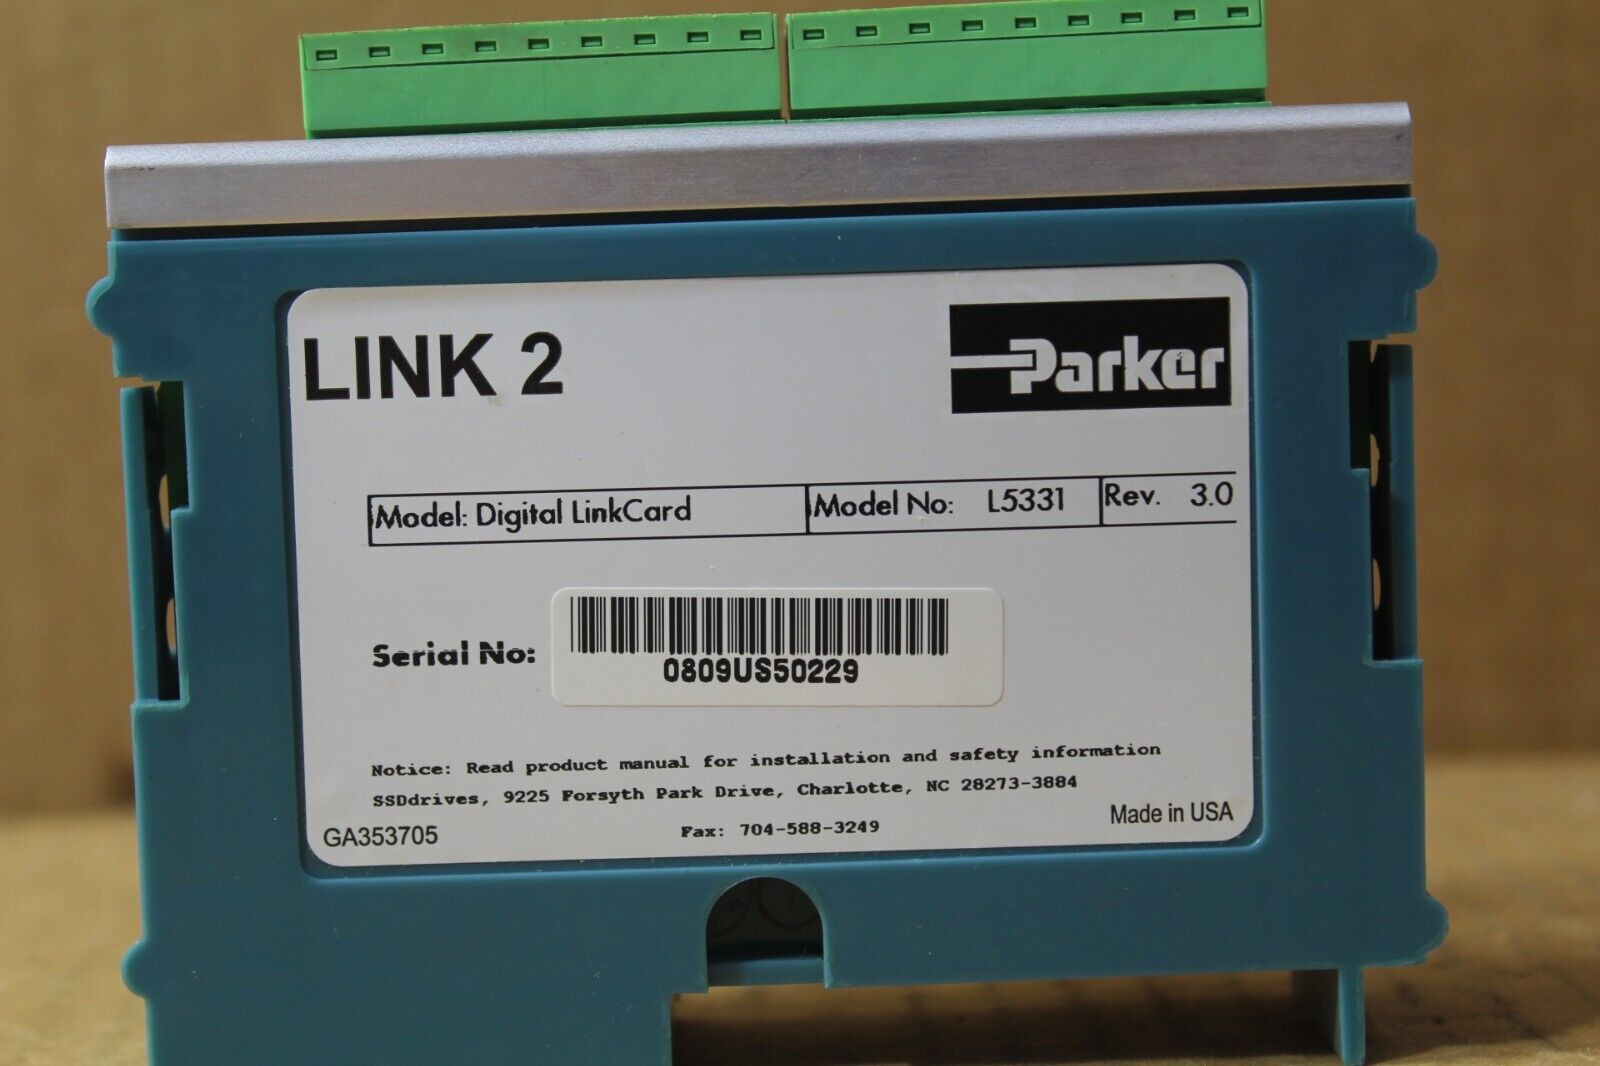 LINK 2
Parker
Model: Digital LinkCard Model No: L5331 Rev. 3.0
Serial No:
0809US50229
Notice: Read product manual for installation and safety information
SSDdrives, 9225 Forsyth Park Drive, Charlotte, NC 28273-3884
GA353705 Fax: 704-588-3249 Made in USA